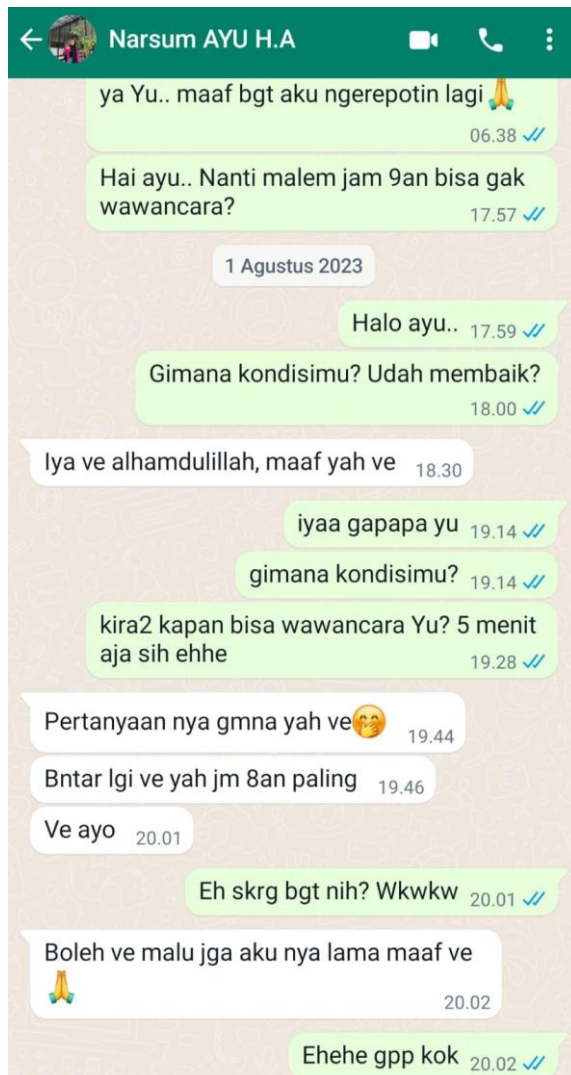 Narsum AYU H.A
ya Yu.. maaf bgt aku ngerepotin lagi🙏
06.38
Hai ayu.. Nanti malem jam 9an bisa gak
wawancara?
17.57
1 Agustus 2023
Halo ayu.. 17.59
Gimana kondisimu? Udah membaik?
18.00
Iya ve alhamdulillah, maaf yah ve 18.30
iyaa gapapa yu 19.14
gimana kondisimu? 19.14
kira2 kapan bisa wawancara Yu? 5 menit
aja sih ehhe
19.28
Pertanyaan nya gmna yah ve🤭 19.44
Bntar lgi ve yah jm 8an paling 19.46
Ve ayo 20.01
Eh skrg bgt nih? Wkwkw 20.01
Boleh ve malu jga aku nya lama maaf ve
🙏
20.02
Ehehe gpp kok 20.02